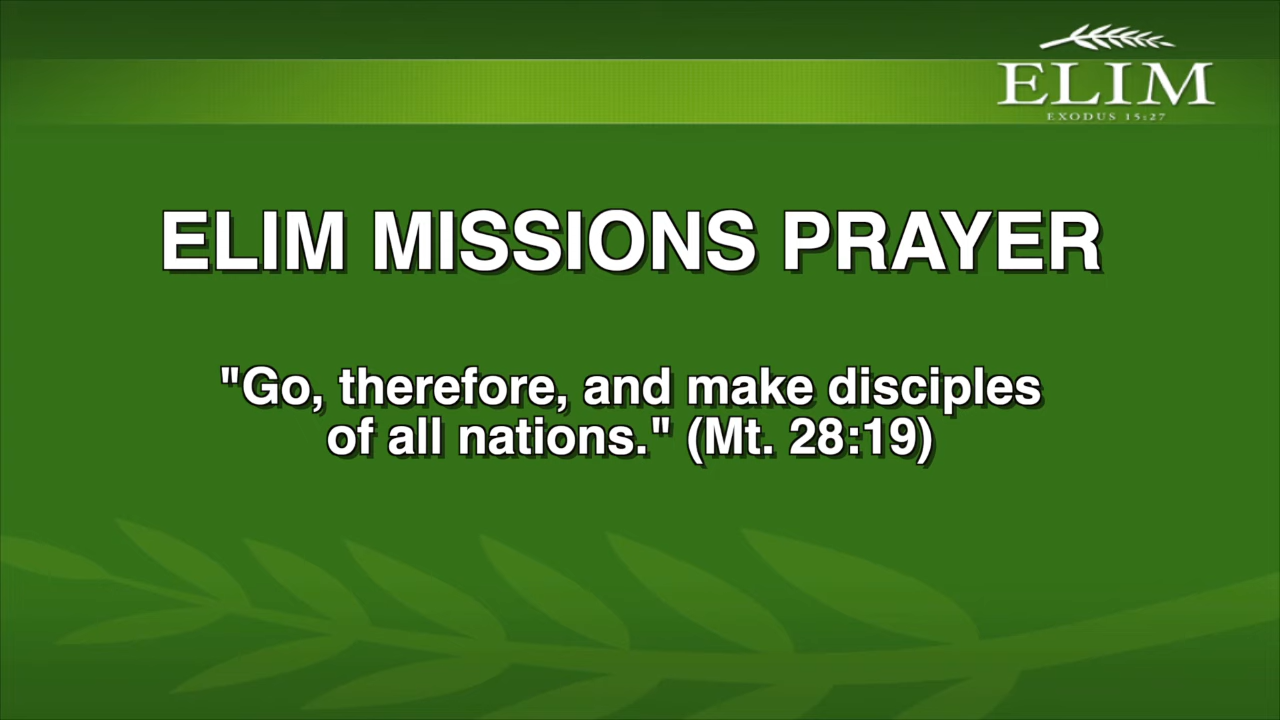 ELIM
EXODUS 15:27
ELIM MISSIONS PRAYER
"Go, therefore, and make disciples
of all nations." (Mt. 28:19)